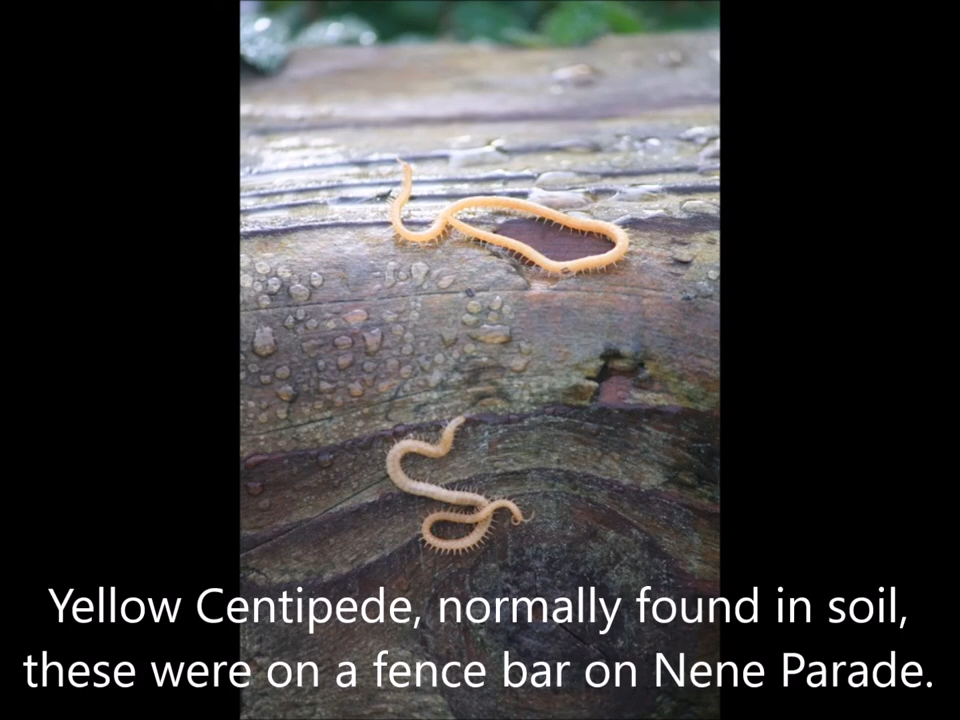 Yellow Centipede, normally found in soil,
these were on a fence bar on Nene Parade.